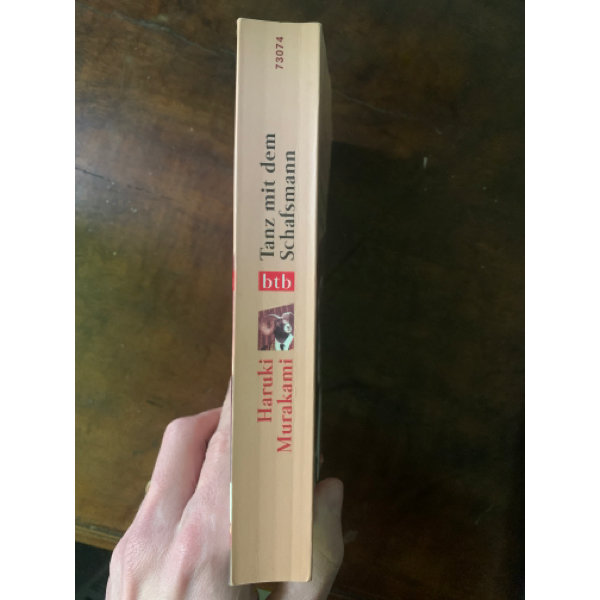 Haruki
Murakami
btb
Tanz mit dem
Schafsmann
73074